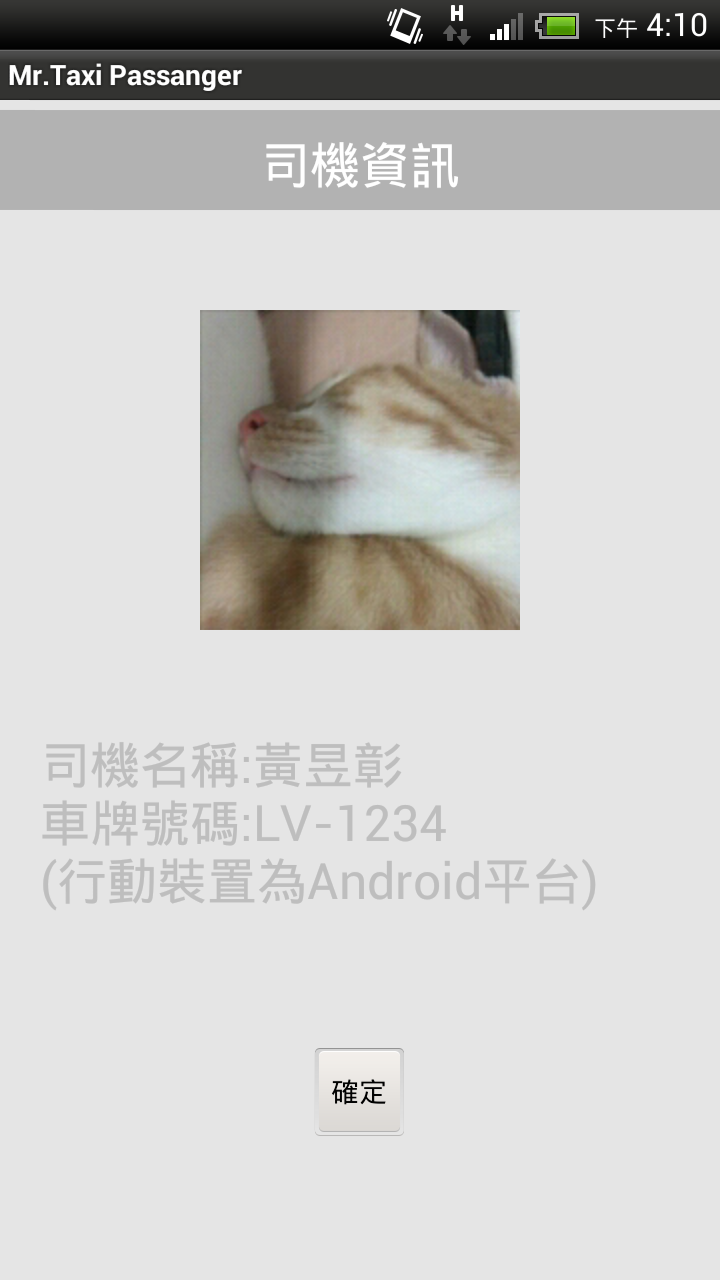 H
下午 4:10
Mr.Taxi Passanger
司機資訊
司機名稱:黃昱彰
車牌號碼:LV-1234
(行動裝置為Android平台)
確定